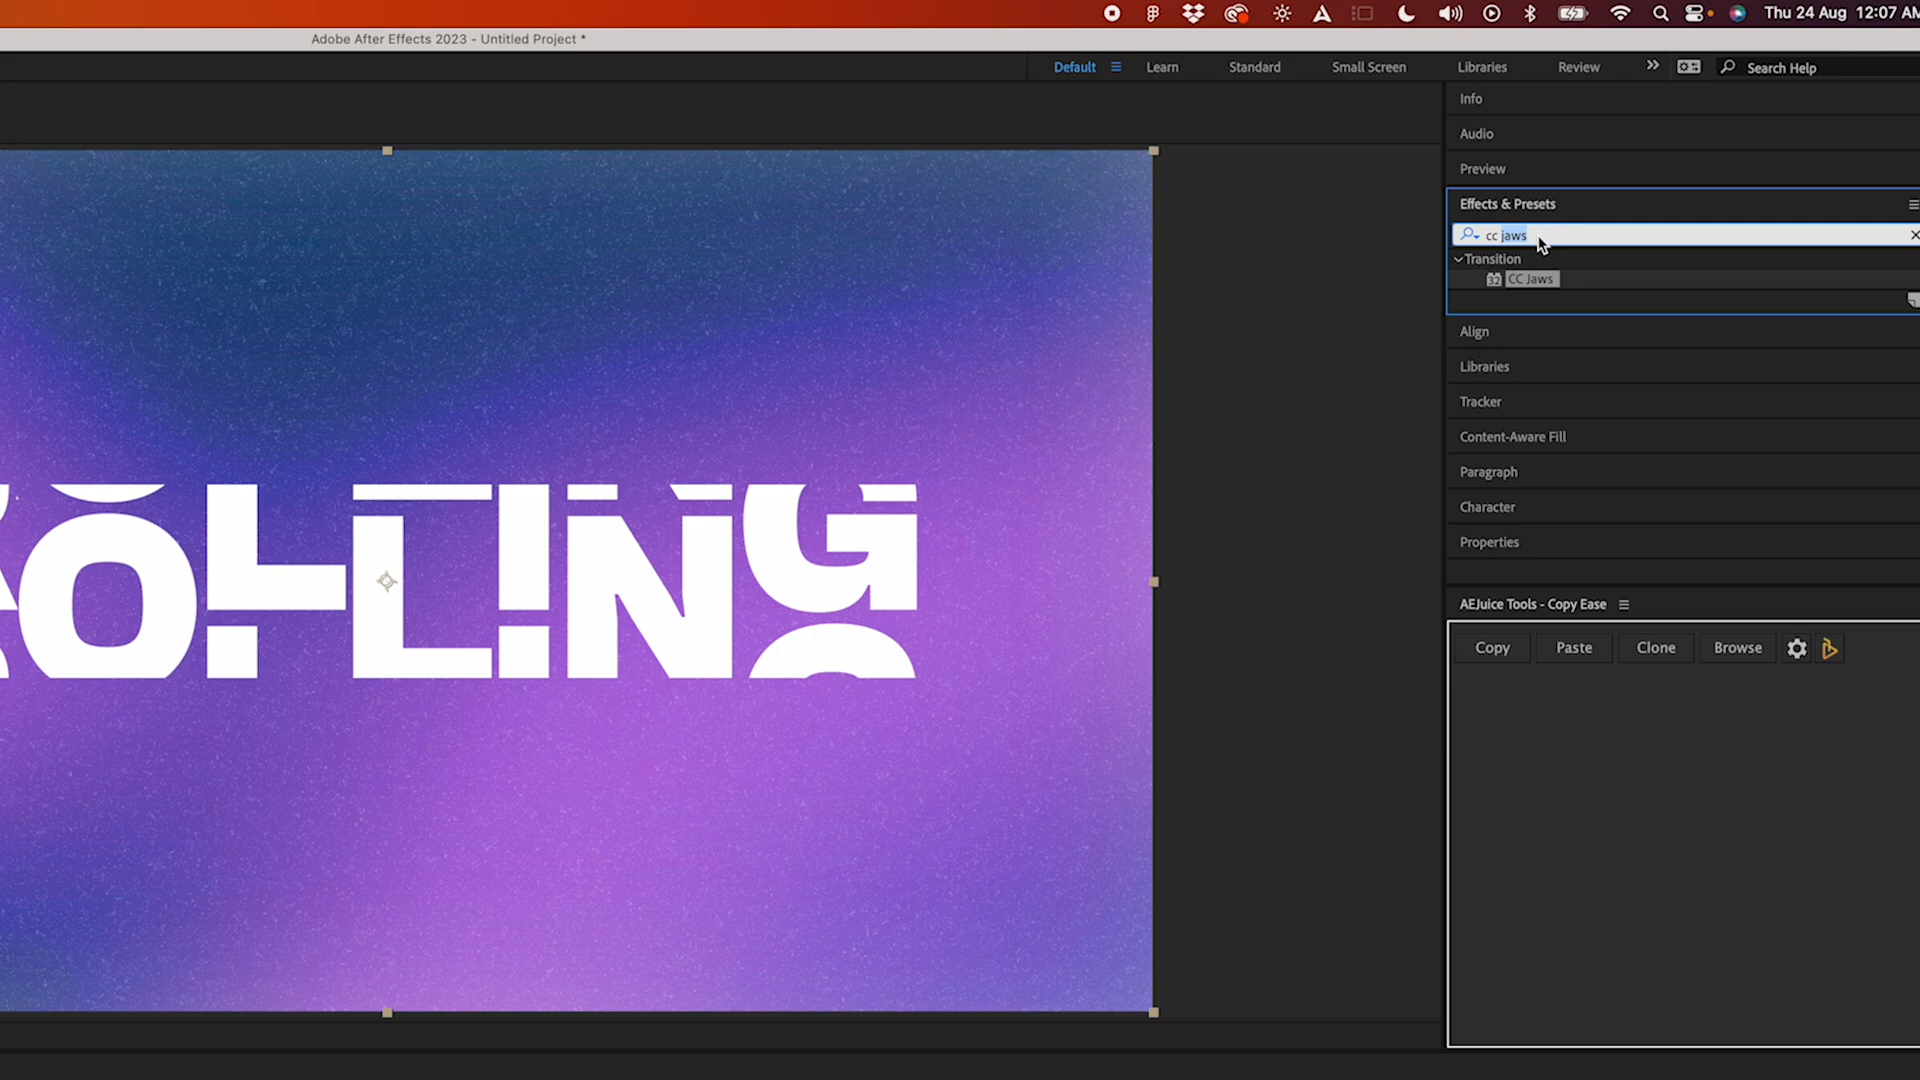 Thu 24 Aug 12:07 AM
Adobe After Effects 2023 - Untitled Project *
Default Learn Standard Small Screen Libraries Review Search Help
Info
Audio
Preview
Effects & Presets
cc jaws
Transition
32 CC Jaws
Align
Libraries
Tracker
Content-Aware Fill
Paragraph
Character
Properties
OLLING
AEJuice Tools - Copy Ease
Copy Paste Clone Browse